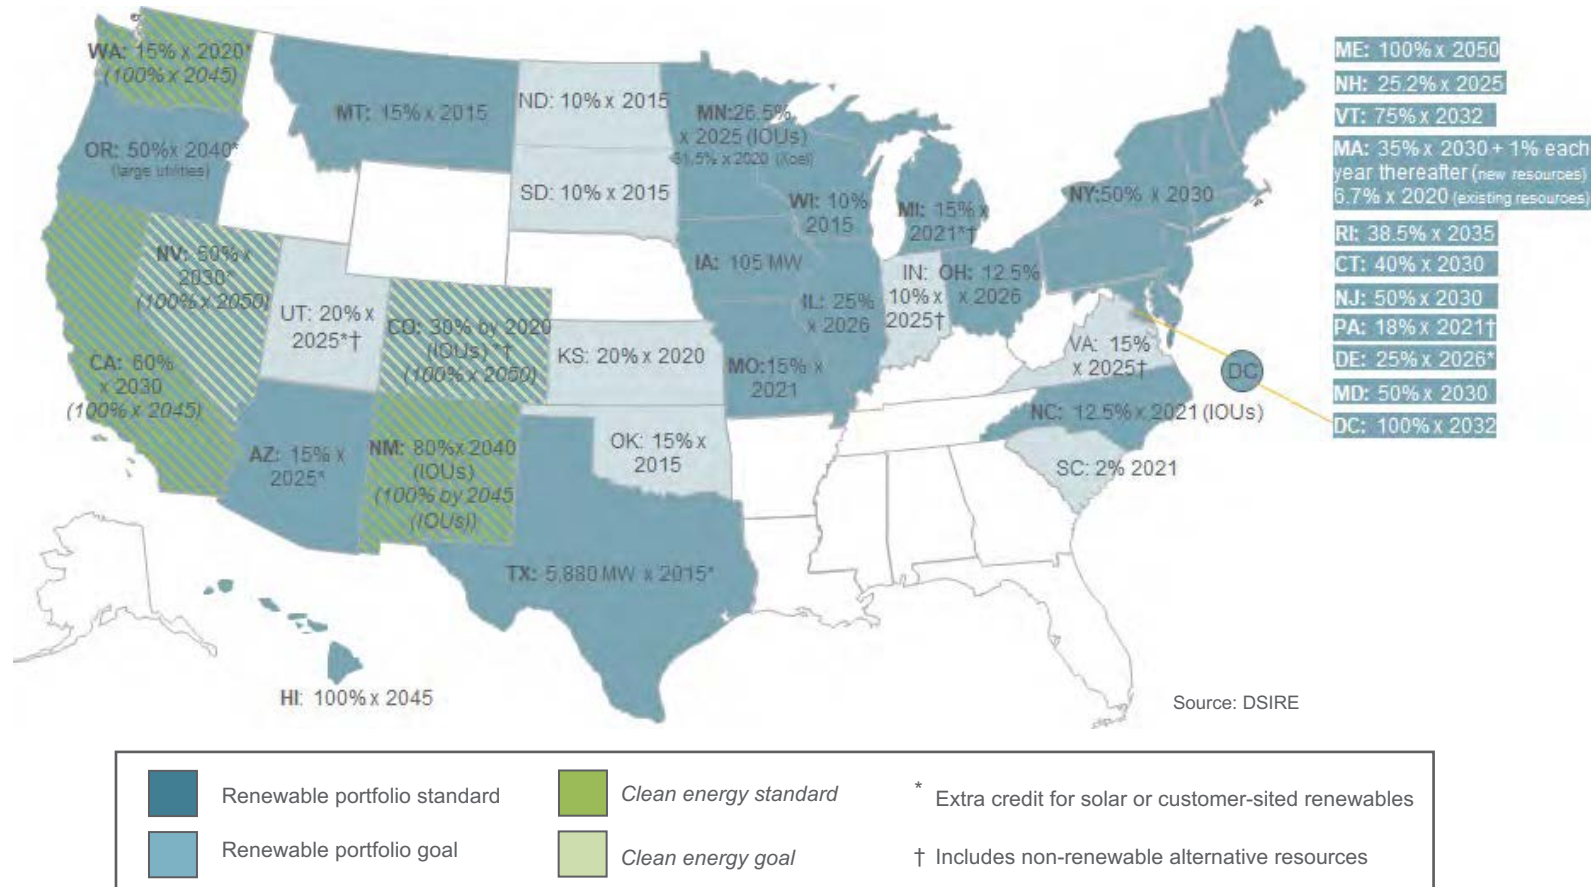 WA: 15% x 2020*
(100% x 2045)
OR: 50% x 2040*
(large utilities)
MT: 15% x 2015
ND: 10% x 2015
SD: 10% x 2015
MN:26.5%
x 2025 (IOUs)
31.5% x 2020 (Xcel)
WI: 10%
2015
MI: 15% x
2021*†
NY:50% x 2030
NV: 50% x
2030*
(100% x 2050)
UT: 20% x
2025*†
CO: 30% by 2020
(IOUs) *†
(100% x 2050)
IA: 105 MW
IL: 25%
x 2026
IN:
10% x
2025†
OH: 12.5%
x 2026
CA: 60%
x 2030
(100% x 2045)
KS: 20% x 2020
MO:15% x
2021
VA: 15%
x 2025†
DC
NC: 12.5% x 2021 (IOUs)
AZ: 15% x
2025*
NM: 80%x 2040
(IOUs)
(100% by 2045
(IOUs))
OK: 15% x
2015
SC: 2% 2021
TX: 5,880 MW x 2015*
HI: 100% x 2045
ME: 100% x 2050
NH: 25.2% x 2025
VT: 75% x 2032
MA: 35% x 2030 + 1% each
year thereafter (new resources)
6.7% x 2020 (existing resources)
RI: 38.5% x 2035
CT: 40% x 2030
NJ: 50% x 2030
PA: 18% x 2021†
DE: 25% x 2026*
MD: 50% x 2030
DC: 100% x 2032
Source: DSIRE
Renewable portfolio standard
Renewable portfolio goal
Clean energy standard
Clean energy goal
* Extra credit for solar or customer-sited renewables
† Includes non-renewable alternative resources